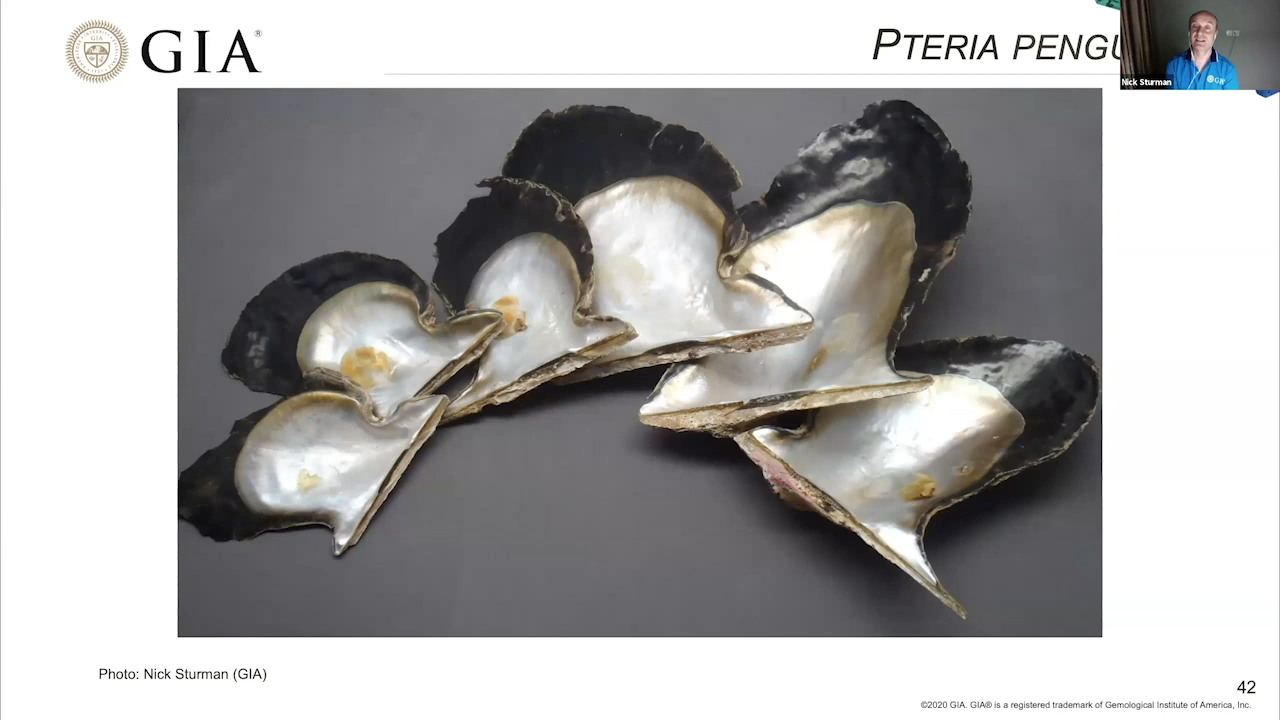 GIA®
PTERIA PENGU
Nick Sturman
Photo: Nick Sturman (GIA)
42
©2020 GIA. GIA® is a registered trademark of Gemological Institute of America, Inc.